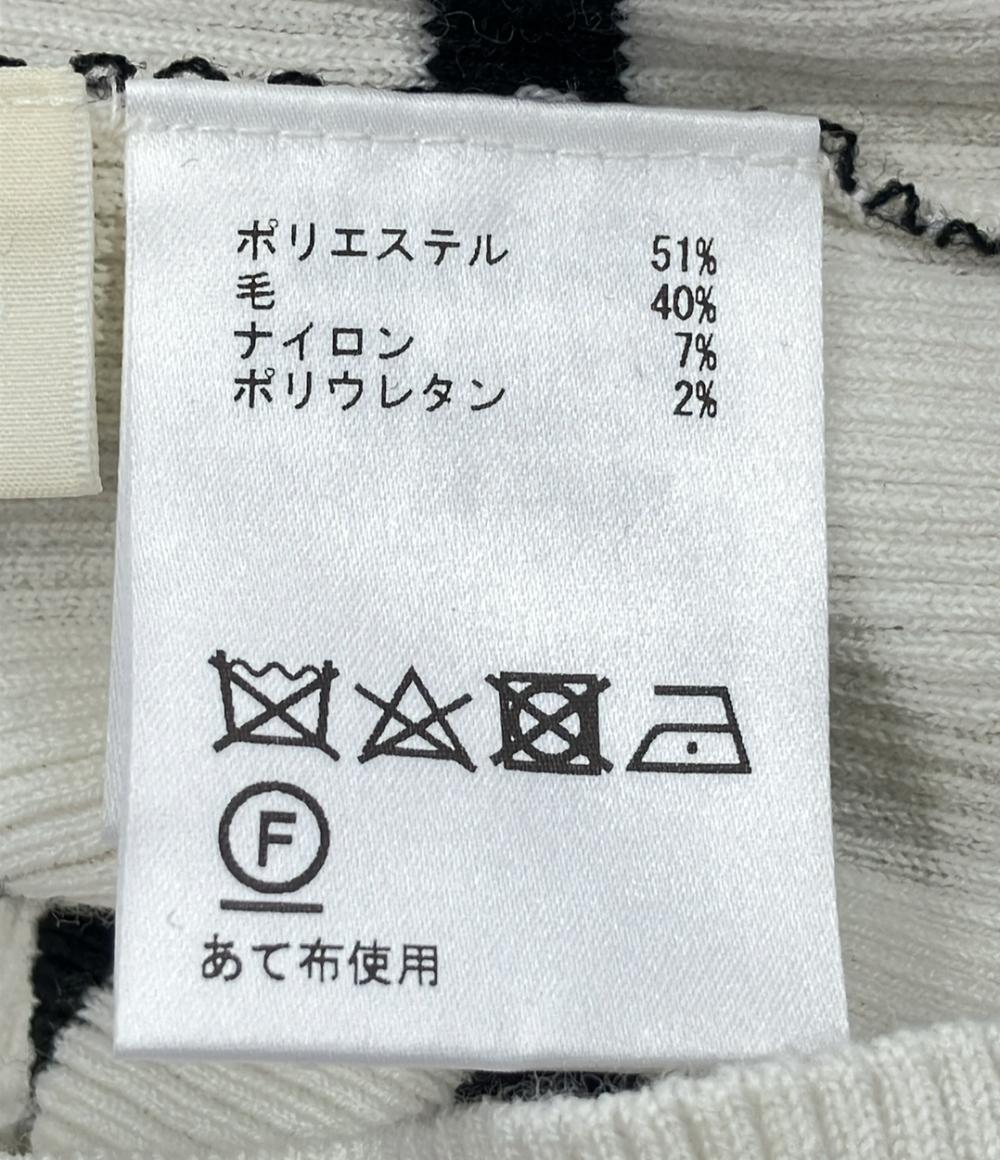 ポリエステル 51%
毛 40%
ナイロン 7%
ポリウレタン 2%
F
あて布使用